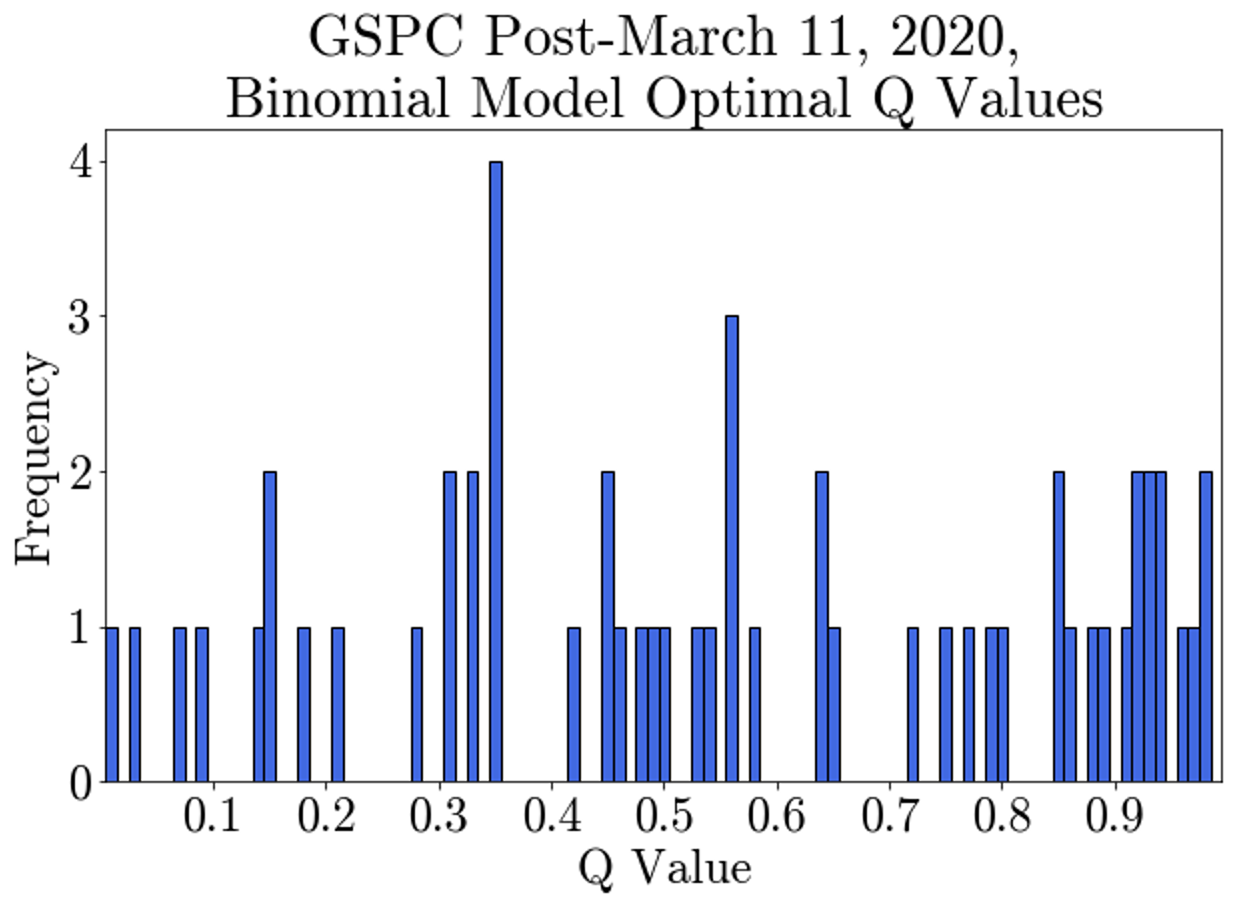 GSPC Post-March 11, 2020,
Binomial Model Optimal Q Values
Frequency
4
3
2
1
0
0.1 0.2 0.3 0.4 0.5 0.6 0.7 0.8 0.9
Q Value